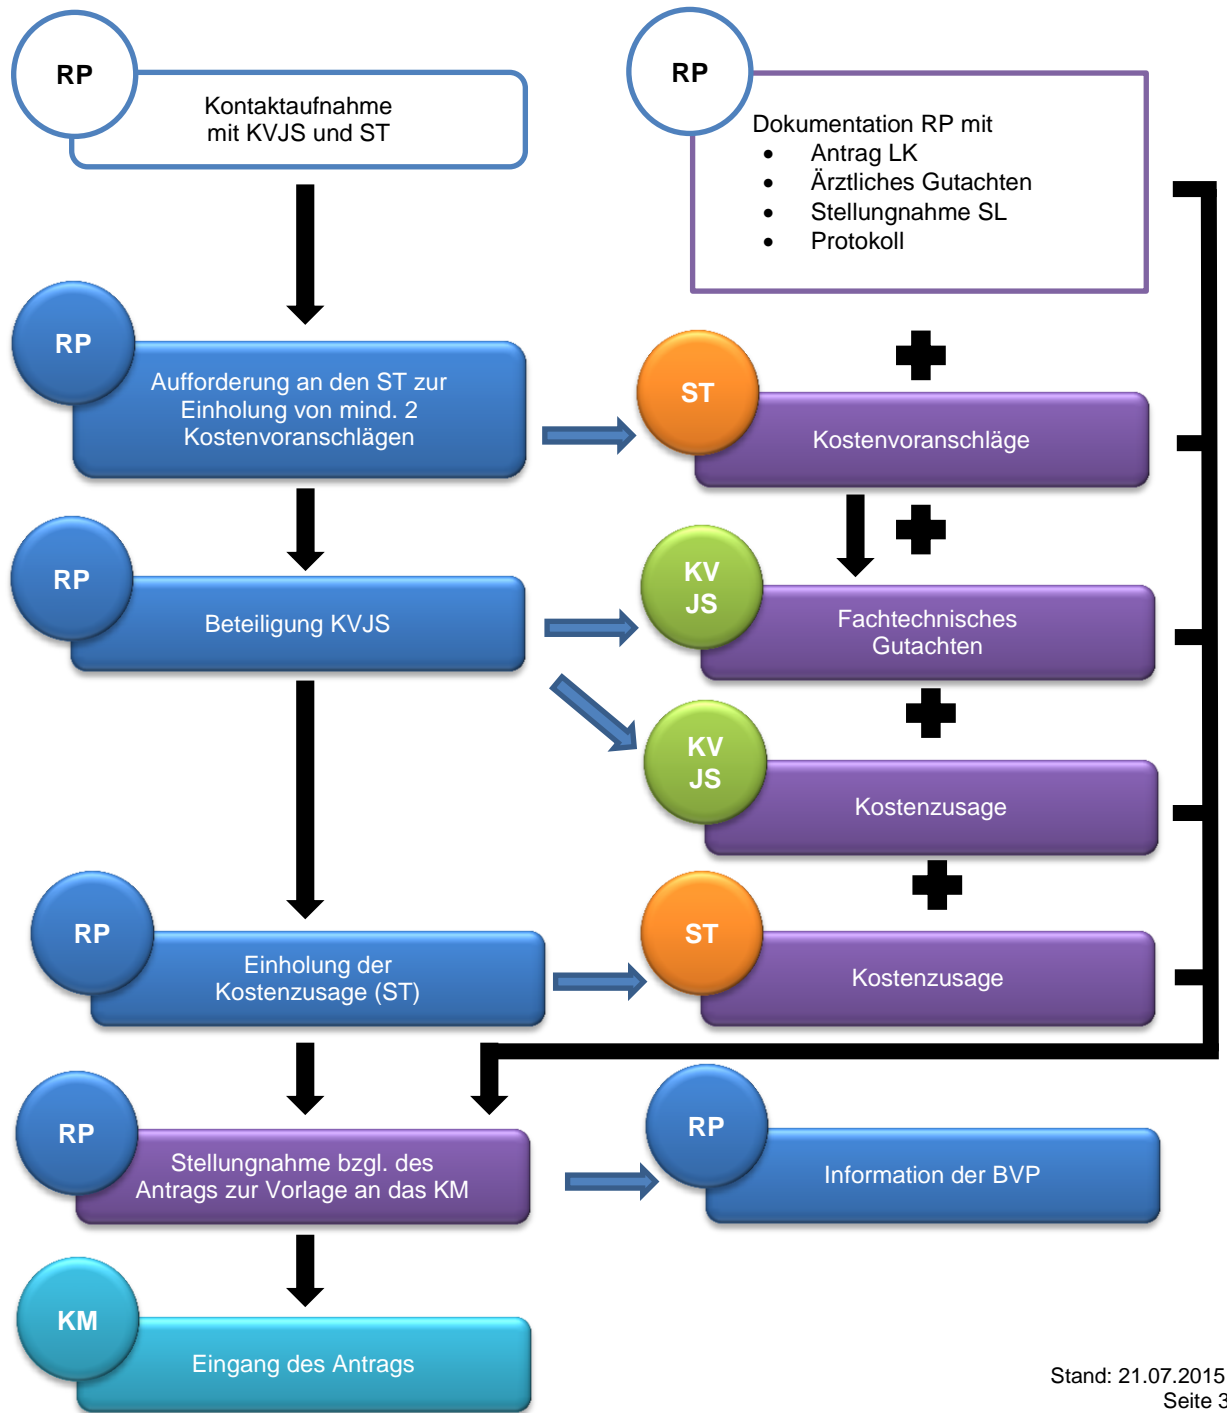 RP
Kontaktaufnahme
mit KVJS und ST
RP
Dokumentation RP mit
• Antrag LK
• Ärztliches Gutachten
• Stellungnahme SL
• Protokoll
RP
Aufforderung an den ST zur
Einholung von mind. 2
Kostenvoranschlägen
ST
Kostenvoranschläge
RP
Beteiligung KVJS
KV
JS
Fachtechnisches
Gutachten
KV
JS
Kostenzusage
RP
Einholung der
Kostenzusage (ST)
ST
Kostenzusage
RP
Stellungnahme bzgl. des
Antrags zur Vorlage an das KM
RP
Information der BVP
KM
Eingang des Antrags
Stand: 21.07.2015
Seite 3